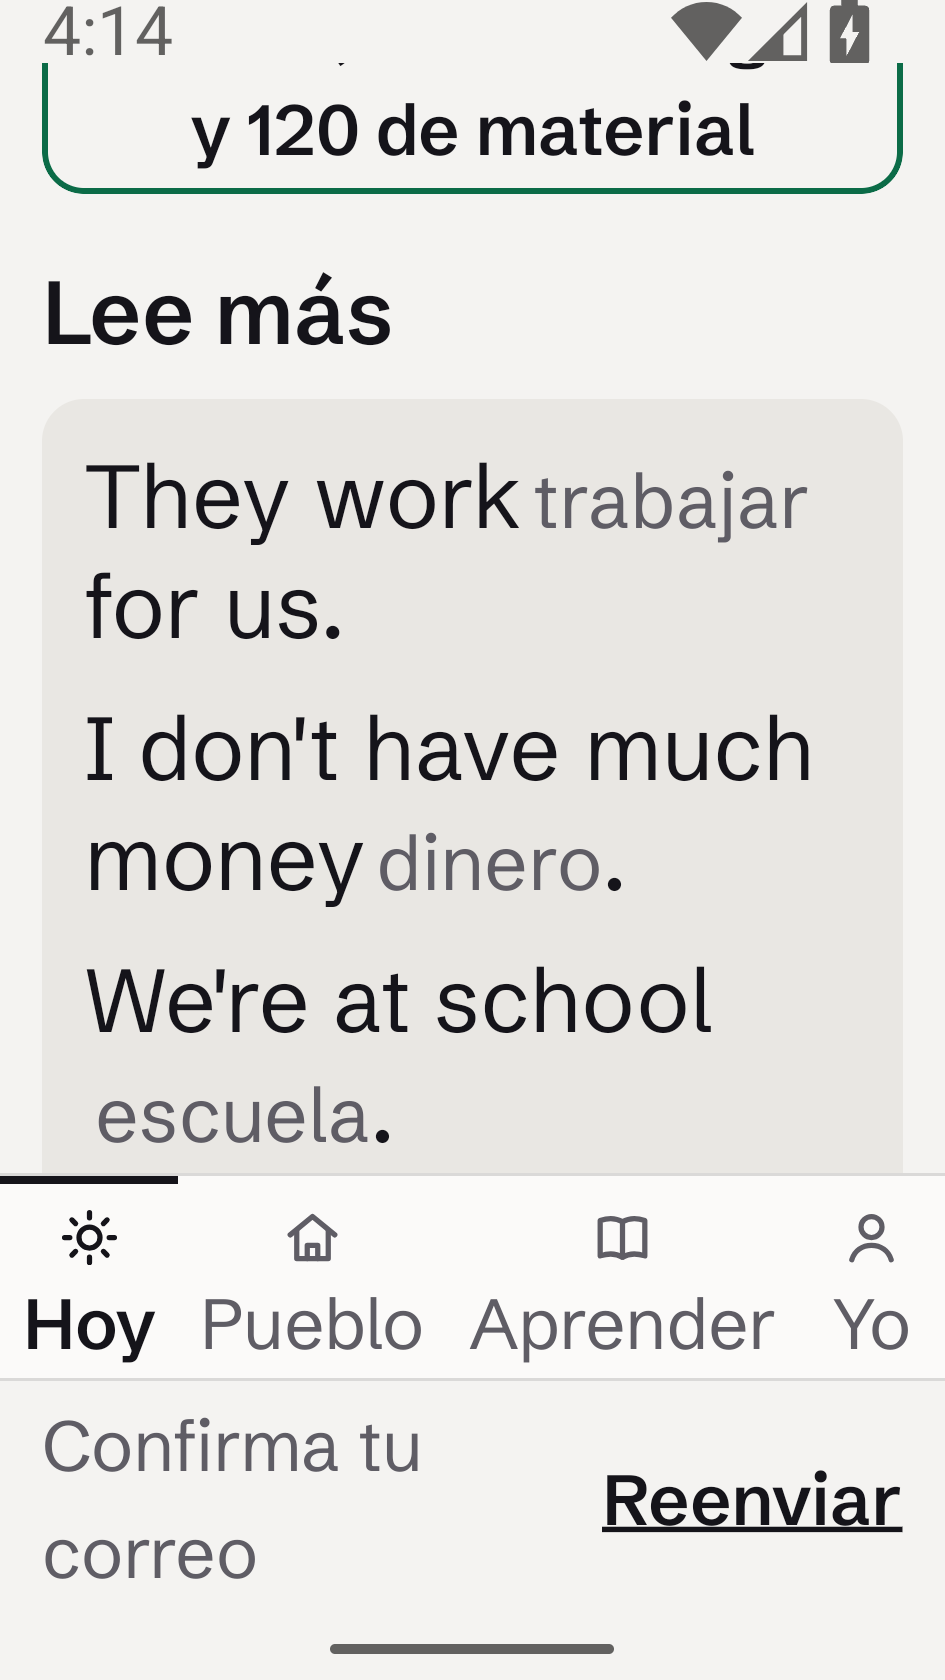 4:14
y 120 de material
Lee más
They work trabajar
for us.
I don't have much
money dinero.
We're at school
escuela.
Hoy
Pueblo
Aprender
Yo
Confirma tu
correo
Reenviar